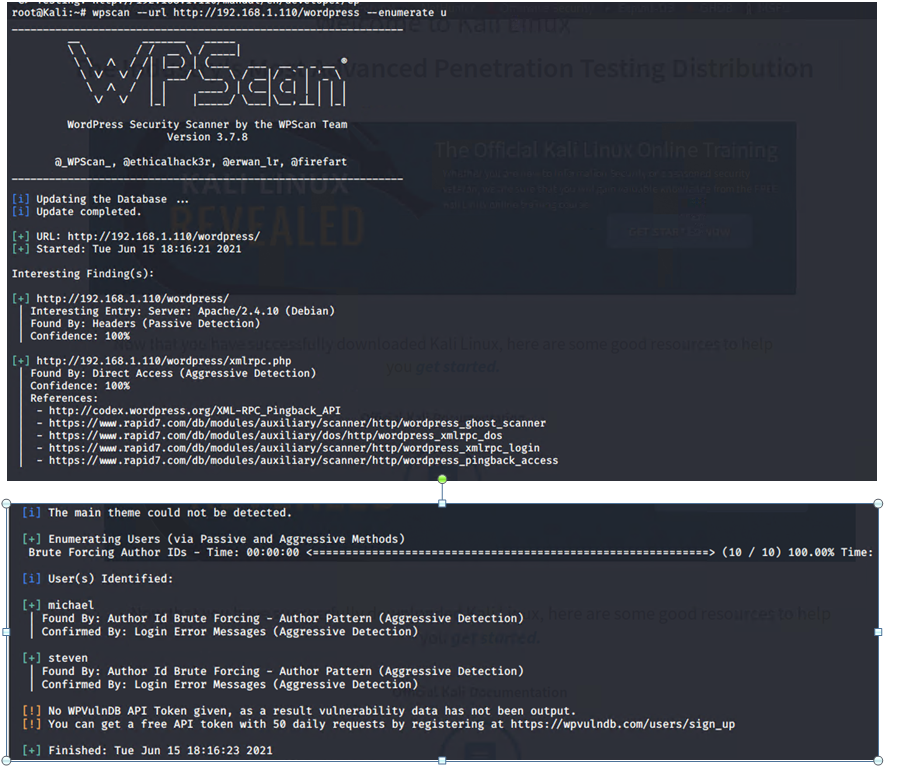 root@Kali:~# wpscan --url http://192.168.1.110/wordpress --enumerate u
WordPress Security Scanner by the WPScan Team
Version 3.7.8
@_WPScan_, @ethicalhack3r, @erwan_lr, @firefart
[i] Updating the Database ...
[i] Update completed.
[+] URL: http://192.168.1.110/wordpress/
[+] Started: Tue Jun 15 18:16:21 2021
Interesting Finding(s):
[+] http://192.168.1.110/wordpress/
| Interesting Entry: Server: Apache/2.4.10 (Debian)
| Found By: Headers (Passive Detection)
| Confidence: 100%
[+] http://192.168.1.110/wordpress/xmlrpc.php
| Found By: Direct Access (Aggressive Detection)
| Confidence: 100%
| References:
| - http://codex.wordpress.org/XML-RPC_Pingback_API
| - https://www.rapid7.com/db/modules/auxiliary/scanner/http/wordpress_ghost_scanner
| - https://www.rapid7.com/db/modules/auxiliary/dos/http/wordpress_xmlrpc_dos
| - https://www.rapid7.com/db/modules/auxiliary/scanner/http/wordpress_xmlrpc_login
| - https://www.rapid7.com/db/modules/auxiliary/scanner/http/wordpress_pingback_access
[i] The main theme could not be detected.
[+] Enumerating Users (via Passive and Aggressive Methods)
Brute Forcing Author IDs - Time: 00:00:00 <==========================================================> (10 / 10) 100.00% Time:
[i] User(s) Identified:
[+] michael
| Found By: Author Id Brute Forcing - Author Pattern (Aggressive Detection)
| Confirmed By: Login Error Messages (Aggressive Detection)
[+] steven
| Found By: Author Id Brute Forcing - Author Pattern (Aggressive Detection)
| Confirmed By: Login Error Messages (Aggressive Detection)
[!] No WPVulnDB API Token given, as a result vulnerability data has not been output.
[!] You can get a free API token with 50 daily requests by registering at https://wpvulndb.com/users/sign_up
[+] Finished: Tue Jun 15 18:16:23 2021